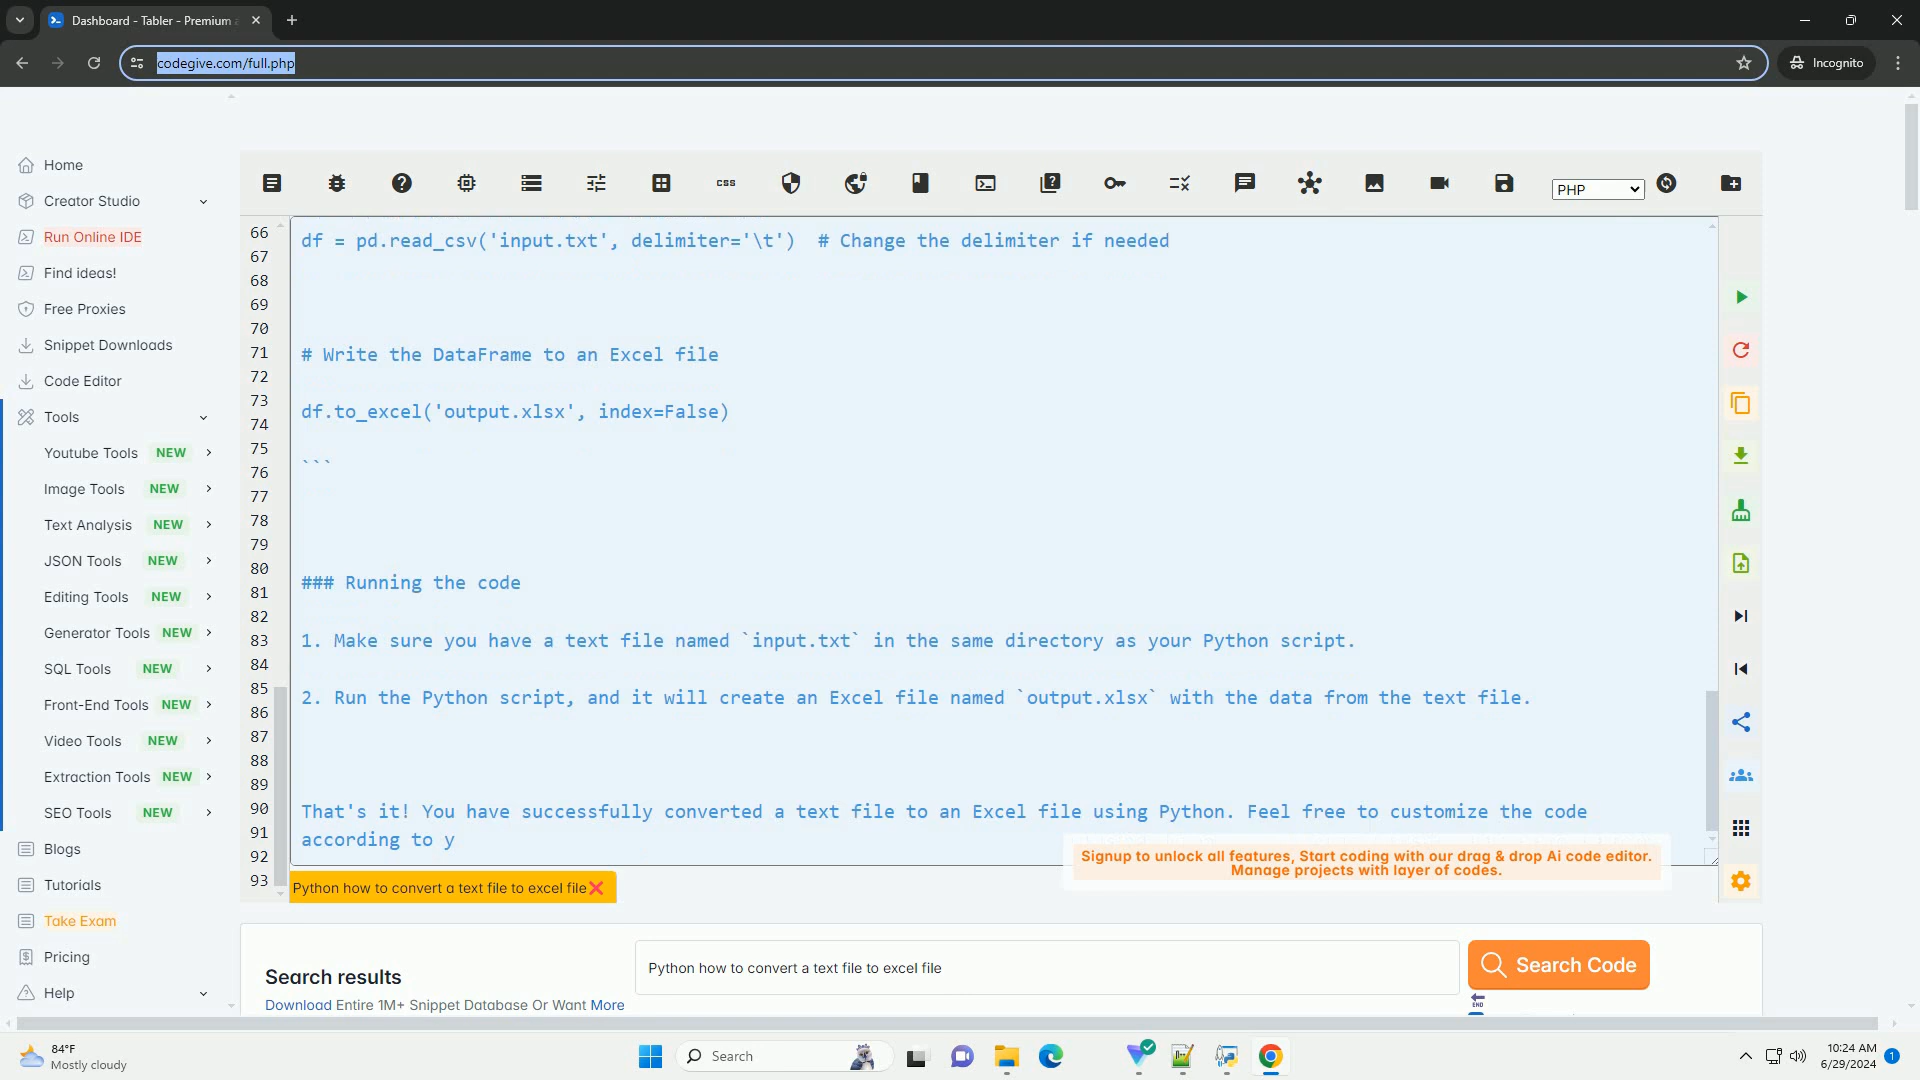 Dashboard - Tabler - Premium
codegive.com/full.php
Incognito
Home
Creator Studio
Run Online IDE
Find ideas!
Free Proxies
Snippet Downloads
Code Editor
Tools
Youtube Tools NEW
Image Tools NEW
Text Analysis NEW
JSON Tools NEW
Editing Tools NEW
Generator Tools NEW
SQL Tools NEW
Front-End Tools NEW
Video Tools NEW
Extraction Tools NEW
SEO Tools NEW
Blogs
Tutorials
Take Exam
Pricing
Help
css
PHP
66
67
68
69
70
71
72
73
74
75
76
77
78
79
80
81
82
83
84
85
86
87
88
89
90
91
92
93
df = pd.read_csv('input.txt', delimiter='\t')  # Change the delimiter if needed
# Write the DataFrame to an Excel file
df.to_excel('output.xlsx', index=False)
```
### Running the code
1. Make sure you have a text file named `input.txt` in the same directory as your Python script.
2. Run the Python script, and it will create an Excel file named `output.xlsx` with the data from the text file.
That's it! You have successfully converted a text file to an Excel file using Python. Feel free to customize the code
according to y
Signup to unlock all features, Start coding with our drag & drop Ai code editor.
Manage projects with layer of codes.
Python how to convert a text file to excel file
Search results
Download Entire 1M+ Snippet Database Or Want More
Python how to convert a text file to excel file
Search Code
END
84°F
Mostly cloudy
Search
10:24 AM
6/29/2024
1